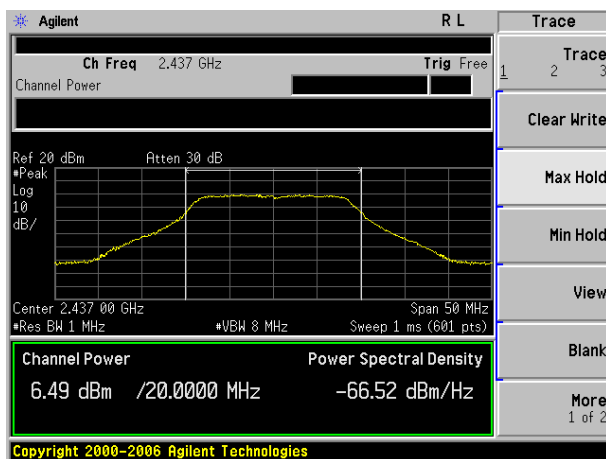 Agilent R L Trace
Ch Freq 2.437 GHz Trig Free
Channel Power
Trace
1 2 3
Clear Write
Max Hold
Min Hold
View
Blank
More
1 of 2
Ref 20 dBm Atten 30 dB
#Peak
Log
10
dB/
Center 2.437 00 GHz Span 50 MHz
#Res BW 1 MHz #VBW 8 MHz Sweep 1 ms (601 pts)
Channel Power Power Spectral Density
6.49 dBm /20.0000 MHz -66.52 dBm/Hz
Copyright 2000-2006 Agilent Technologies